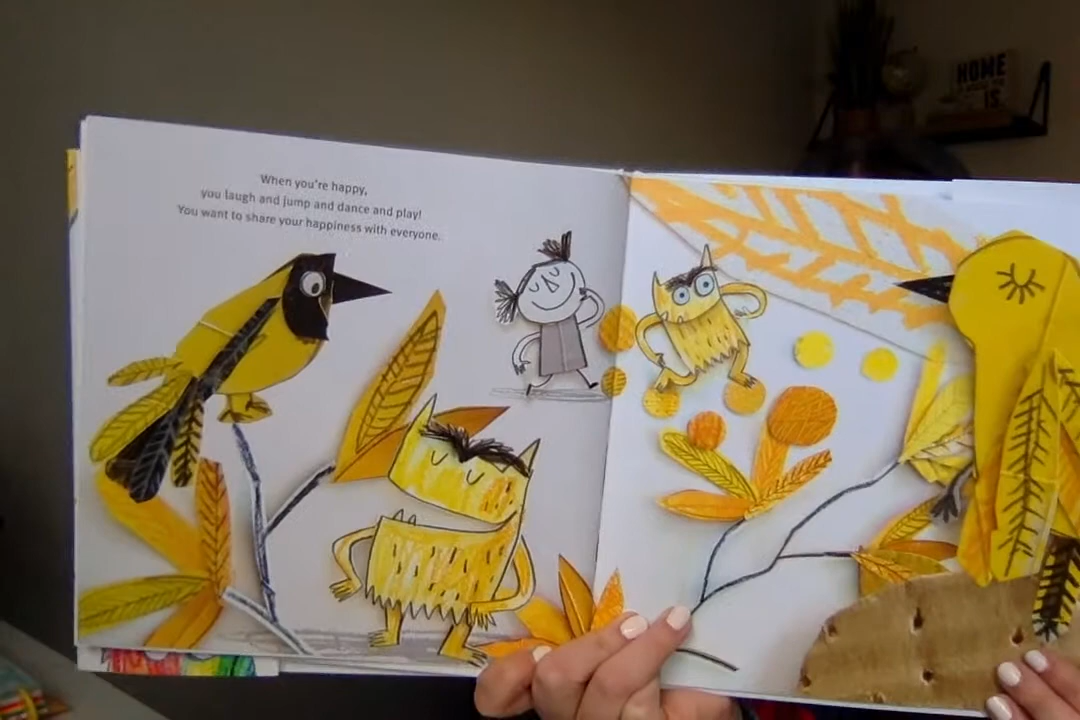 When you're happy,
you laugh and jump and dance and play!
You want to share your happiness with everyone.
HOME
IS